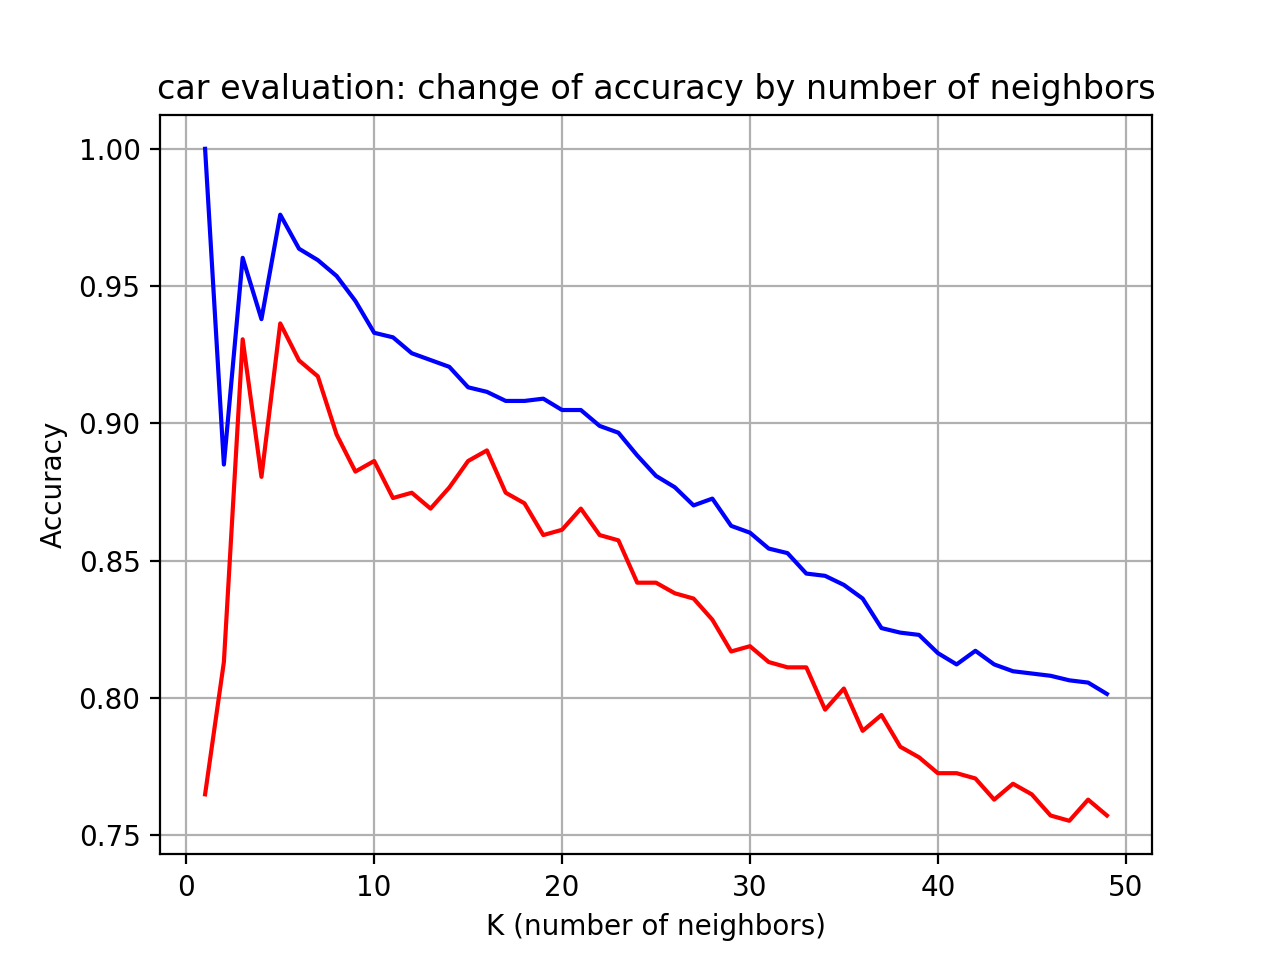 car evaluation: change of accuracy by number of neighbors
1.00
0.95
0.90
0.85
0.80
0.75
Accuracy
0 10 20 30 40 50
K (number of neighbors)